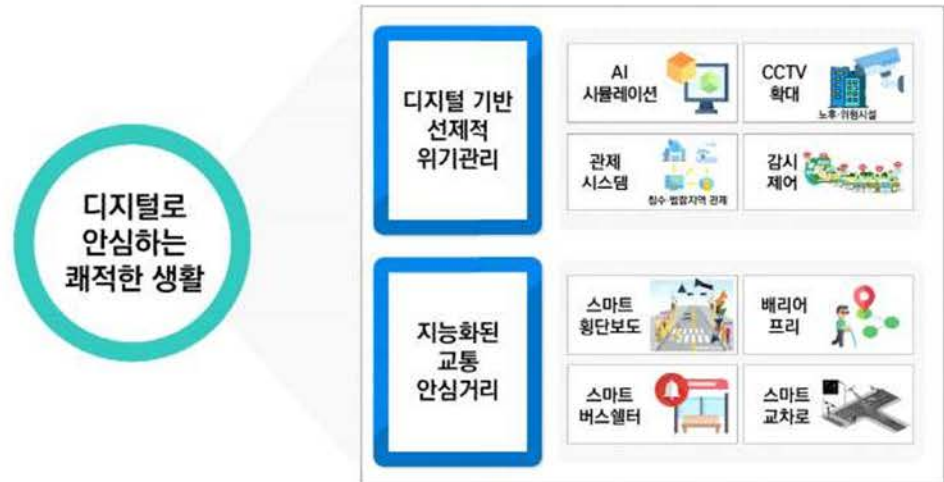 디지털로
안심하는
쾌적한 생활
디지털 기반
선제적
위기관리
AI
시뮬레이션
CCTV
확대
노후·위험시설
관제
시스템
침수·범람지역 관제
감시
제어
지능화된
교통
안심거리
스마트
횡단보도
배리어
프리
스마트
버스쉘터
스마트
교차로